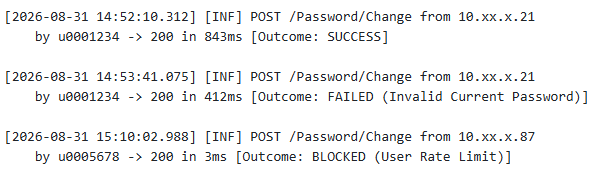 [2026-08-31 14:52:10.312] [INF] POST /Password/Change from 10.xx.x.21
by u0001234 -> 200 in 843ms [Outcome: SUCCESS]
[2026-08-31 14:53:41.075] [INF] POST /Password/Change from 10.xx.x.21
by u0001234 -> 200 in 412ms [Outcome: FAILED (Invalid Current Password)]
[2026-08-31 15:10:02.988] [INF] POST /Password/Change from 10.xx.x.87
by u0005678 -> 200 in 3ms [Outcome: BLOCKED (User Rate Limit)]